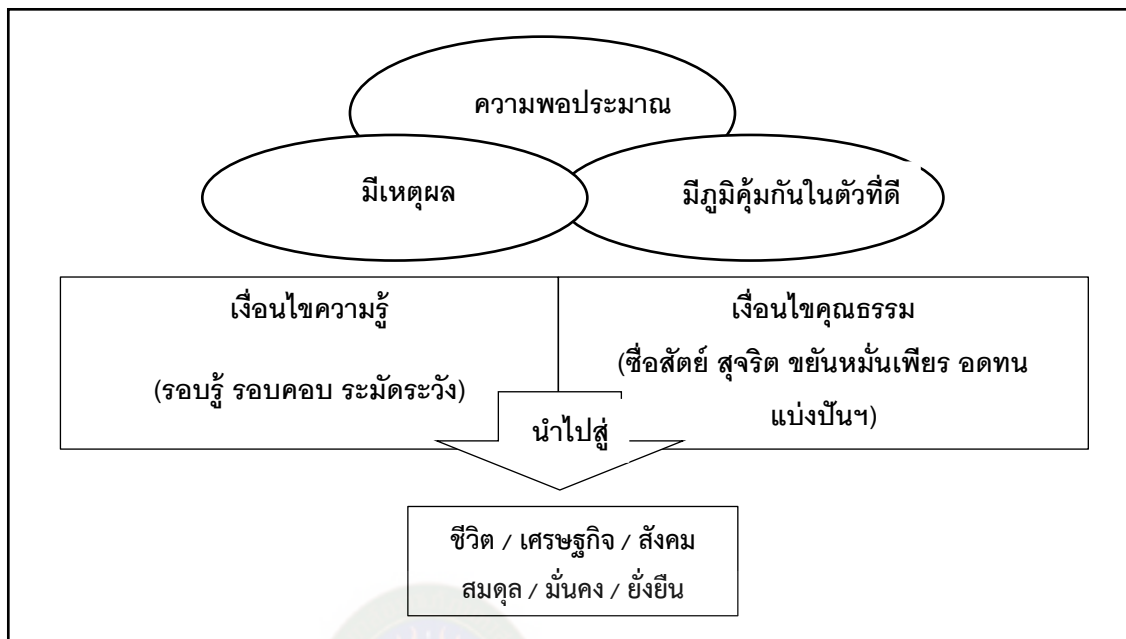 ความพอประมาณ
มีเหตุผล
มีภูมิคุ้มกันในตัวที่ดี
เงื่อนไขความรู้
(รอบรู้ รอบคอบ ระมัดระวัง)
เงื่อนไขคุณธรรม
(ซื่อสัตย์ สุจริต ขยันหมั่นเพียร อดทน
แบ่งปันฯ)
นำไปสู่
ชีวิต / เศรษฐกิจ / สังคม
สมดุล / มั่นคง / ยั่งยืน